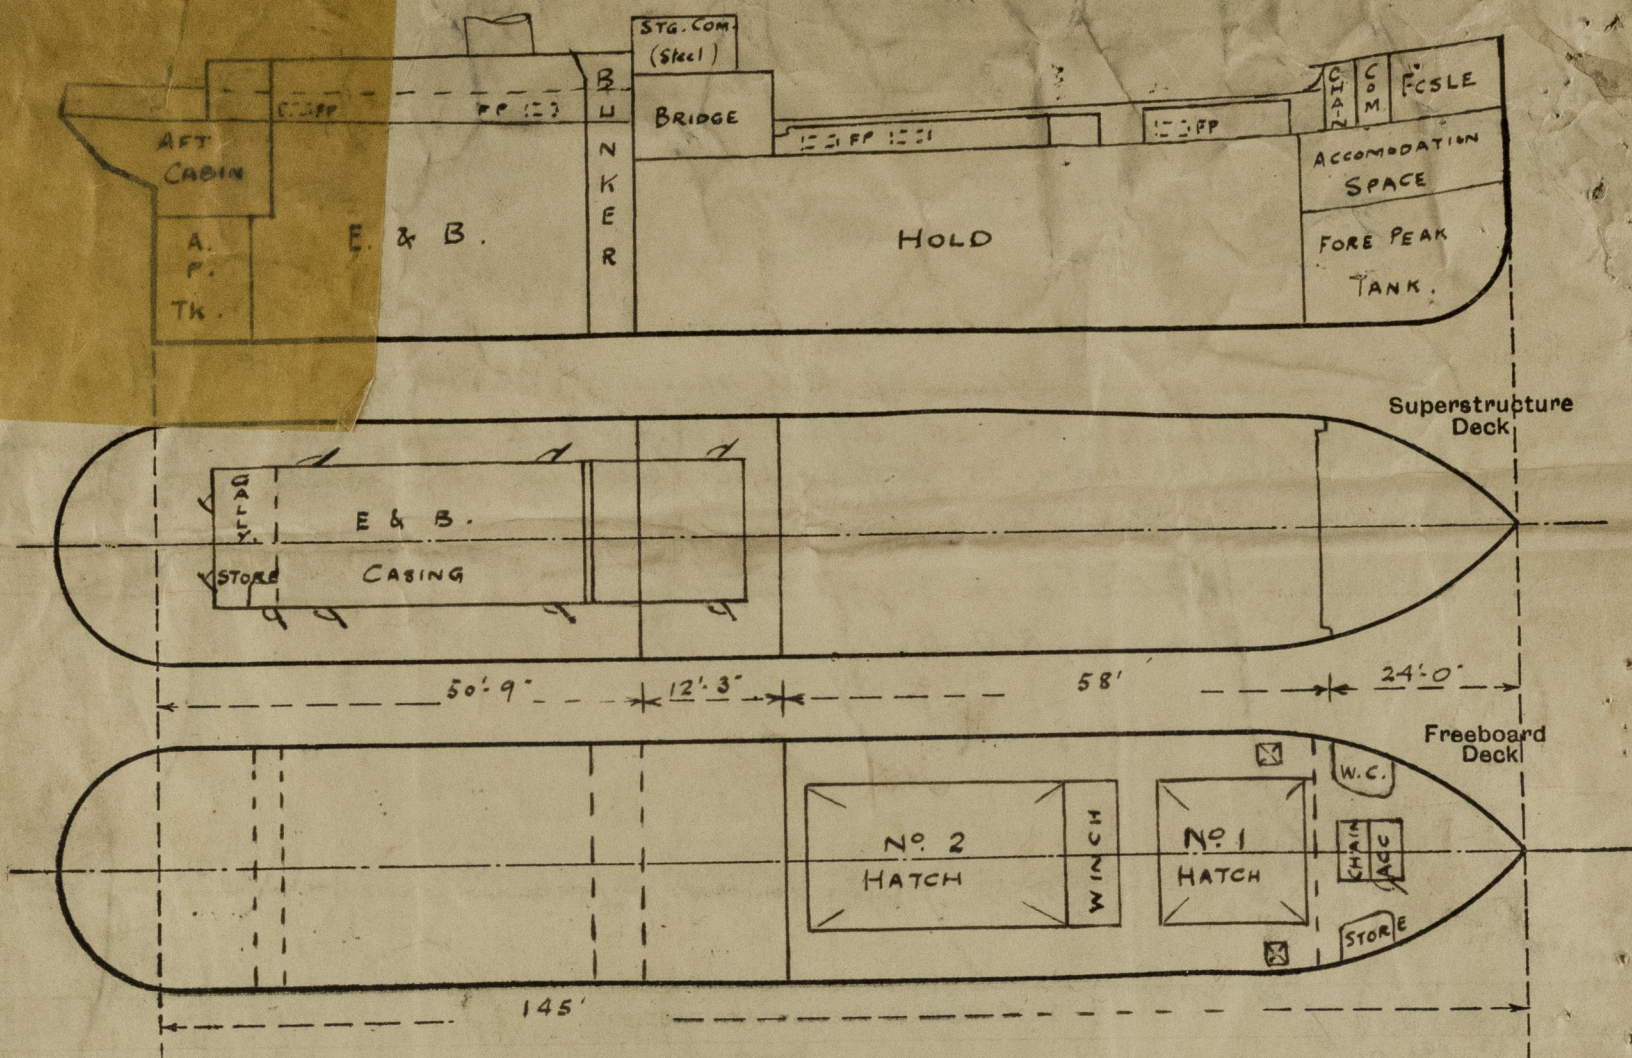 STG. COM.
(Steel)
BUNKER
BRIDGE
FP
FP
FP
FP
CHAIN
COM
FCSLE
AFT
CABIN
ACCOMODATION
SPACE
A.
P.
TK.
E. & B.
HOLD
FORE PEAK
TANK.
Superstructure
Deck
GALLY.
STORE
E & B.
CASING
50'-9"
12'-3"
58'
24'-0"
Freeboard
Deck
W.C.
No. 2
HATCH
WINCH
No. 1
HATCH
CHAIN
ACC
STORE
145'